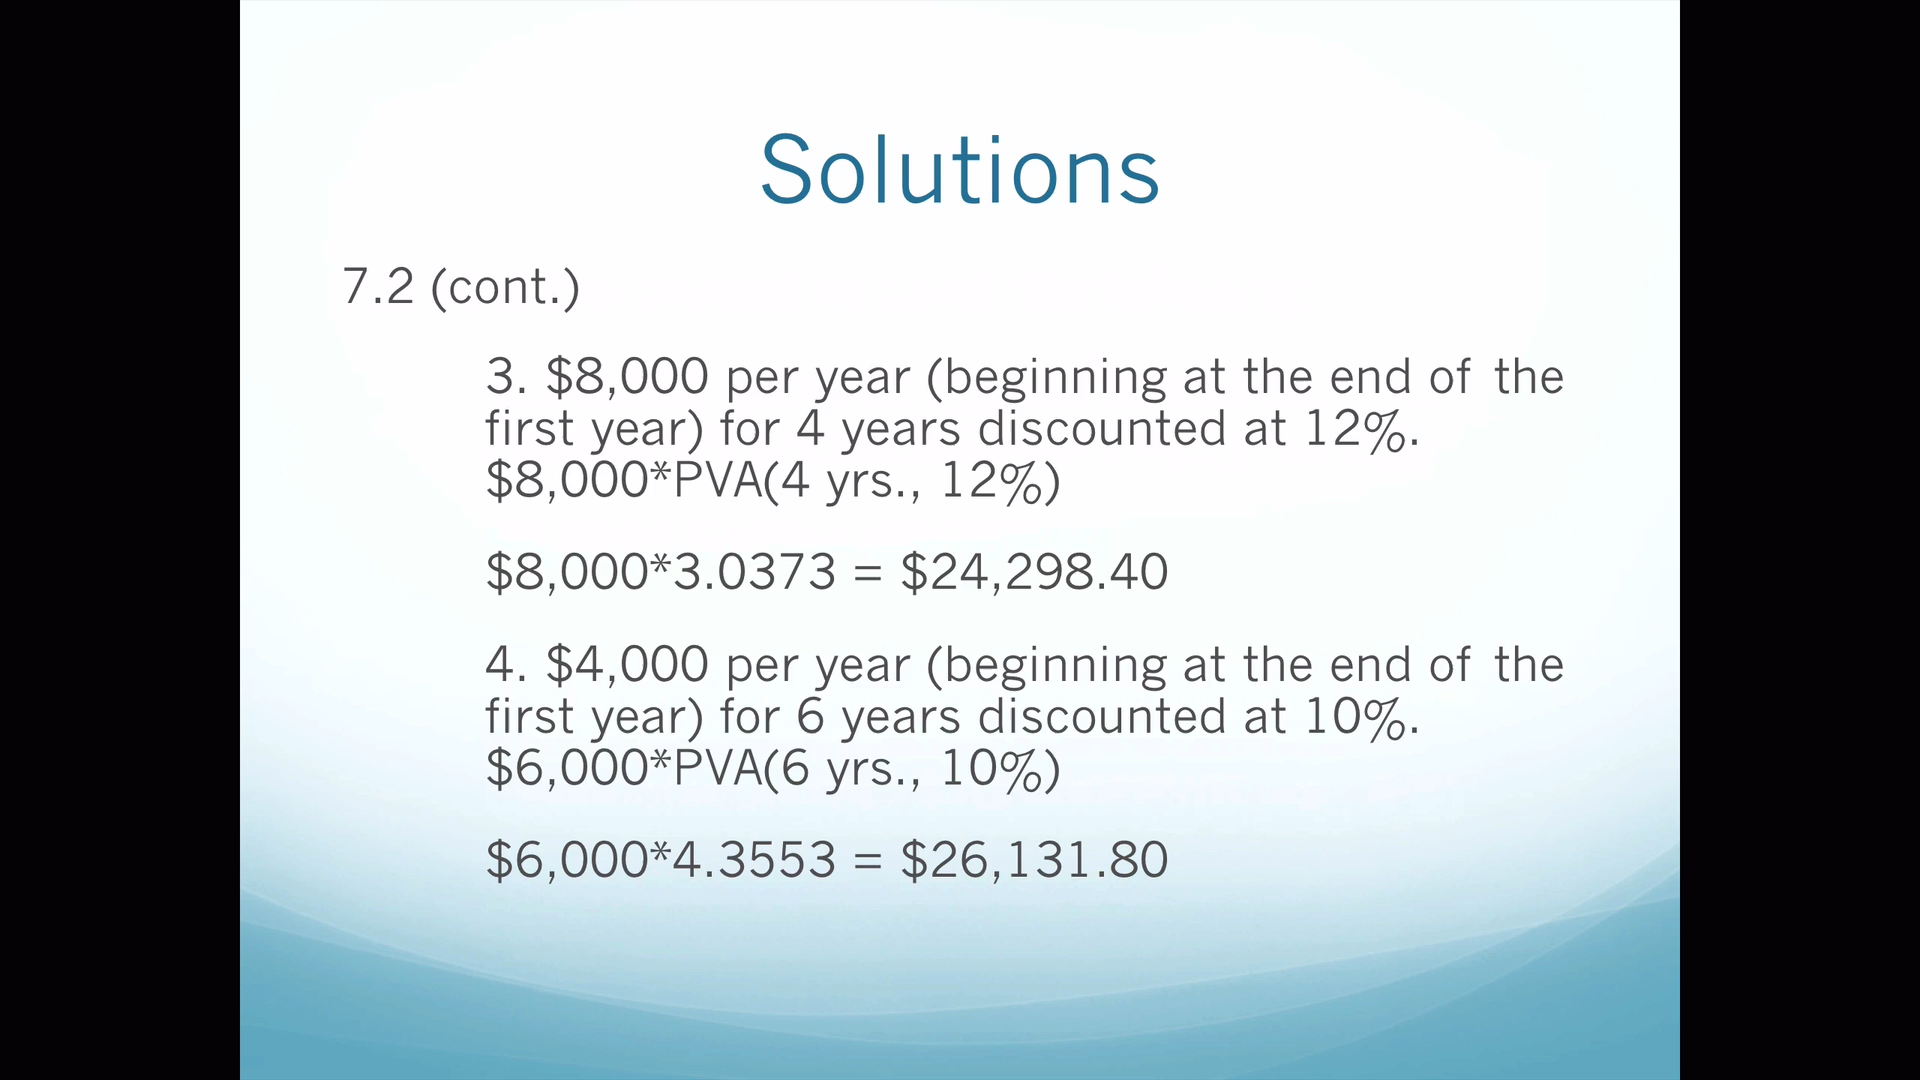 Solutions
7.2 (cont.)
3. $8,000 per year (beginning at the end of the
first year) for 4 years discounted at 12%.
$8,000*PVA(4 yrs., 12%)
$8,000*3.0373 = $24,298.40
4. $4,000 per year (beginning at the end of the
first year) for 6 years discounted at 10%.
$6,000*PVA(6 yrs., 10%)
$6,000*4.3553 = $26,131.80